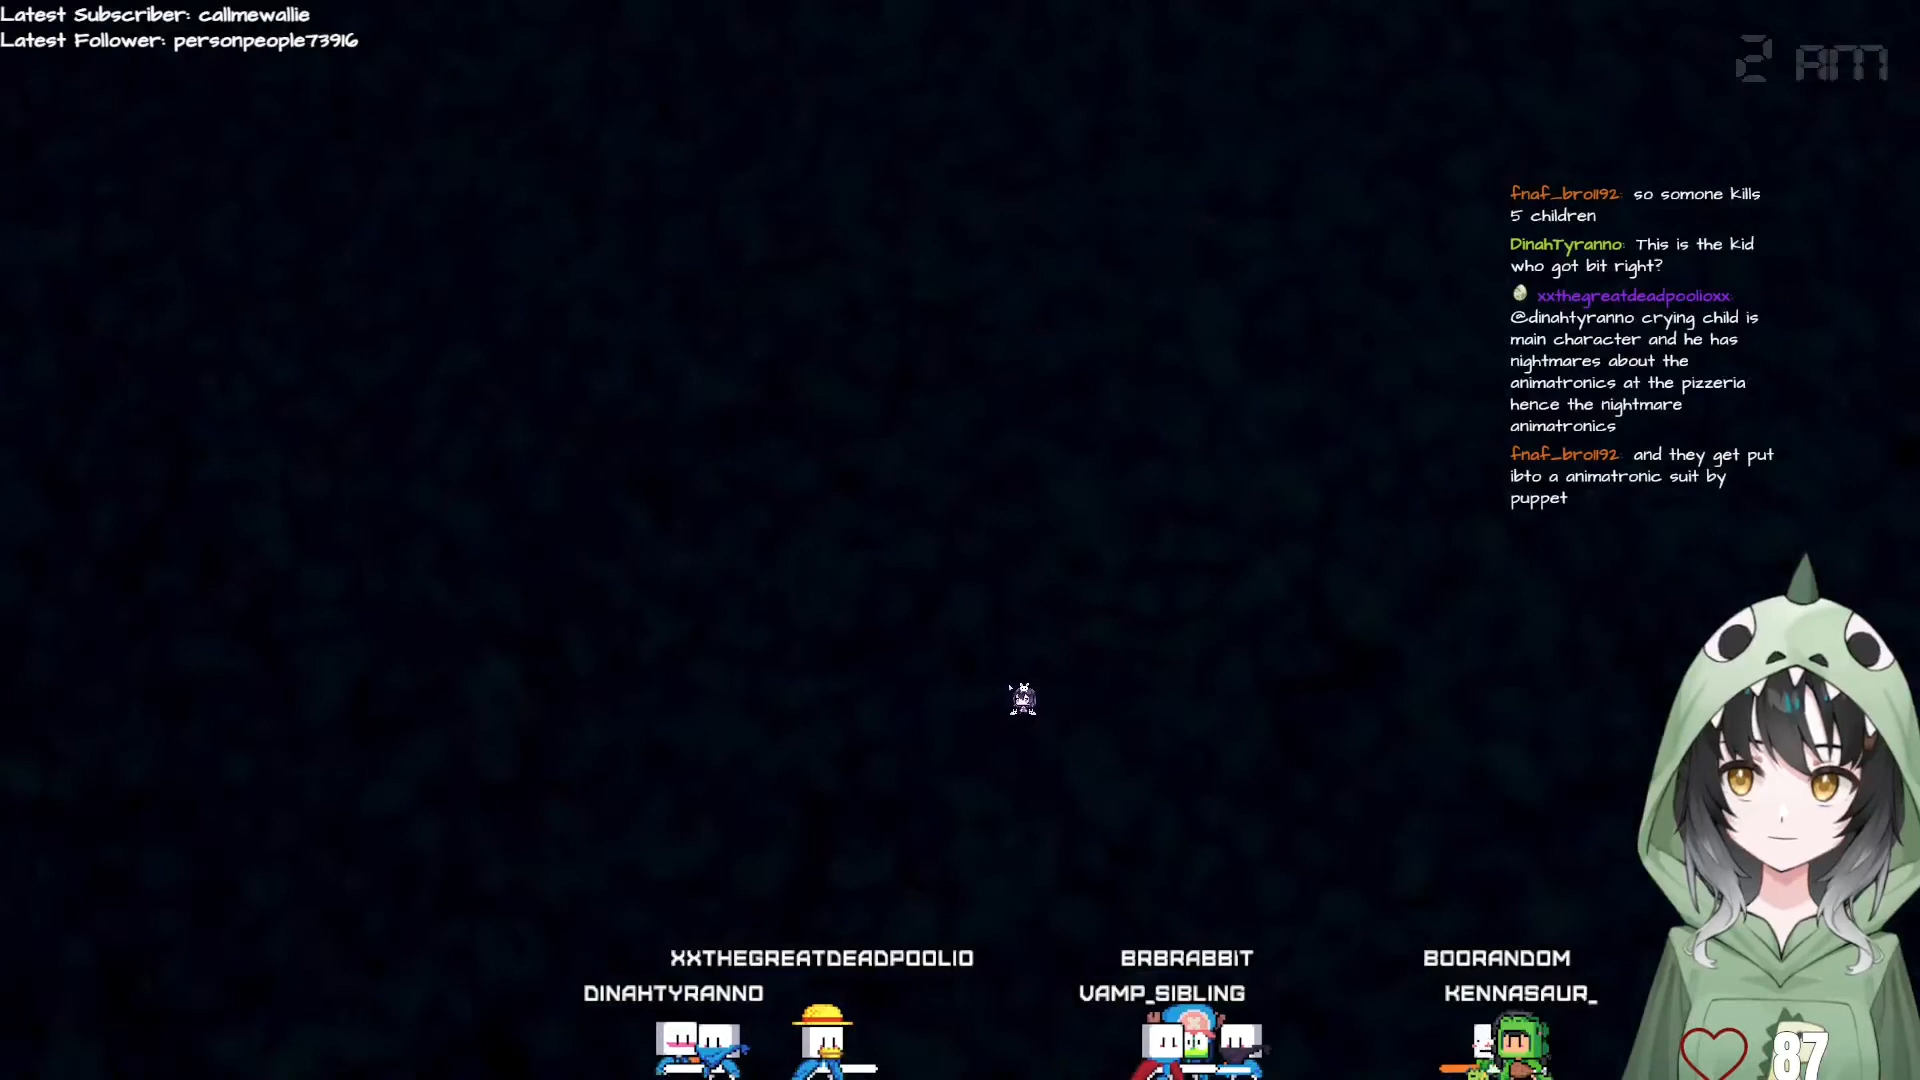 Latest Subscriber: callmewallie
Latest Follower: personpeople73916
2 AM
fnaf_bro1192: so somone kills
5 children
DinahTyranno: This is the kid
who got bit right?
xxthegreatdeadpoolioxx:
@dinahtyranno crying child is
main character and he has
nightmares about the
animatronics at the pizzeria
hence the nightmare
animatronics
fnaf_bro1192: and they get put
ibto a animatronic suit by
puppet
XXTHEGREATDEADPOOLIO
BRBRABBIT
BOORANDOM
DINAHTYRANNO
VAMP_SIBLING
KENNASAUR_
87